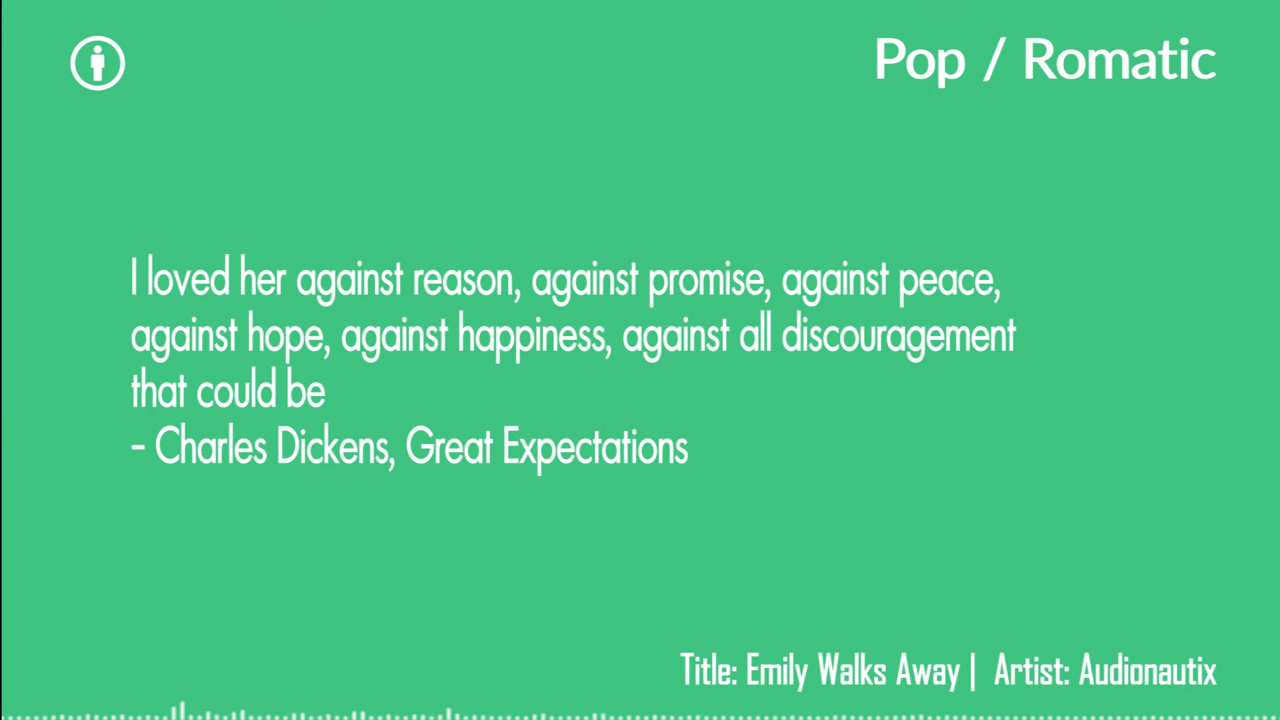 Pop / Romatic
I loved her against reason, against promise, against peace,
against hope, against happiness, against all discouragement
that could be
- Charles Dickens, Great Expectations
Title: Emily Walks Away | Artist: Audionautix